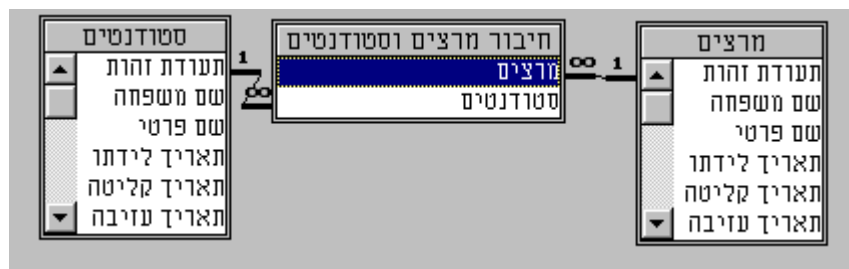 מרצים
תעודת זהות
שם משפחה
שם פרטי
תאריך לידתו
תאריך קליטה
תאריך עזיבה
1
∞
חיבור מרצים וסטודנטים
מרצים
סטודנטים
1
∞
סטודנטים
תעודת זהות
שם משפחה
שם פרטי
תאריך לידתו
תאריך קליטה
תאריך עזיבה